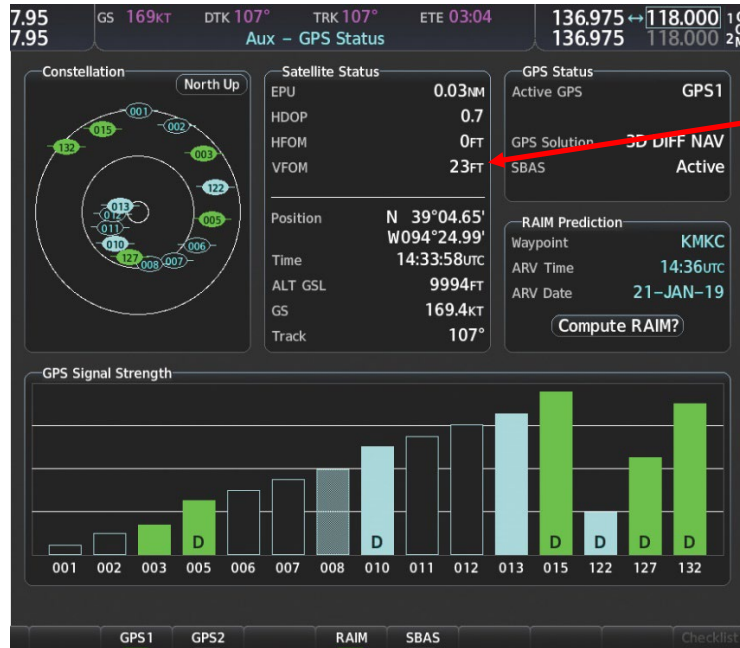 7.95 GS 169KT DTK 107° TRK 107° ETE 03:04 136.975 ↔ 118.000 1
7.95 Aux – GPS Status 136.975 118.000 2
Constellation
North Up
001
015
002
132
003
122
013
012
005
011
010
006
127
008
007
Satellite Status
EPU 0.03NM
HDOP 0.7
HFOM 0FT
VFOM 23FT
Position N 39°04.65'
W094°24.99'
Time 14:33:58UTC
ALT GSL 9994FT
GS 169.4KT
Track 107°
GPS Status
Active GPS GPS1
GPS Solution 3D DIFF NAV
SBAS Active
RAIM Prediction
Waypoint KMKC
ARV Time 14:36UTC
ARV Date 21–JAN–19
Compute RAIM?
GPS Signal Strength
D D D D D D
001 002 003 005 006 007 008 010 011 012 013 015 122 127 132
GPS1 GPS2 RAIM SBAS Checklist